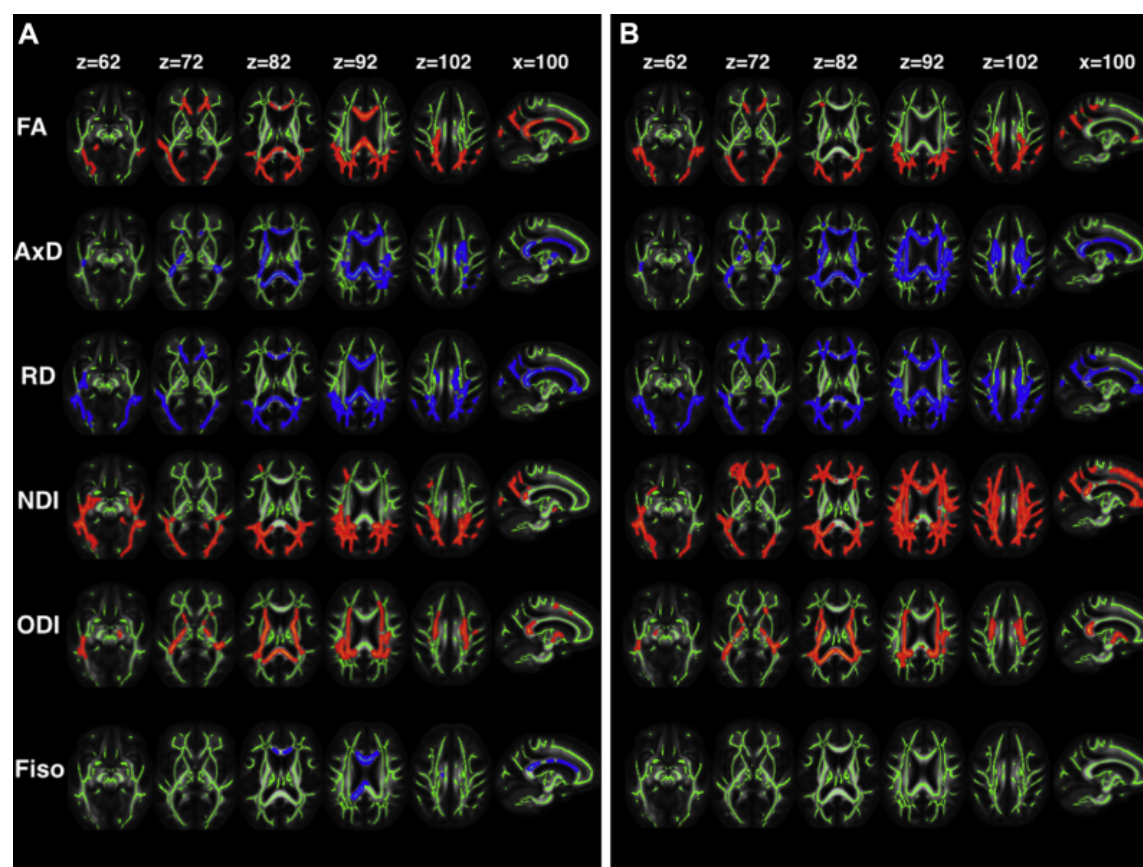 A
z=62 z=72 z=82 z=92 z=102 x=100
FA
AxD
RD
NDI
ODI
Fiso
B
z=62 z=72 z=82 z=92 z=102 x=100